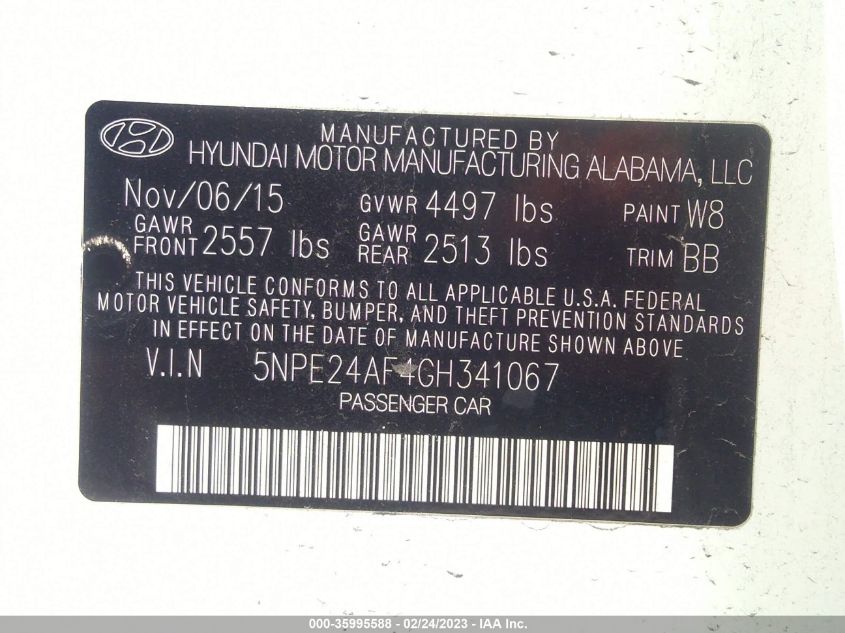 MANUFACTURED BY
HYUNDAI MOTOR MANUFACTURING ALABAMA, LLC
Nov/06/15 GVWR 4497 lbs PAINT W8
GAWR FRONT 2557 lbs GAWR REAR 2513 lbs TRIM BB
THIS VEHICLE CONFORMS TO ALL APPLICABLE U.S.A. FEDERAL
MOTOR VEHICLE SAFETY, BUMPER, AND THEFT PREVENTION STANDARDS
IN EFFECT ON THE DATE OF MANUFACTURE SHOWN ABOVE
V.I.N 5NPE24AF4GH341067
PASSENGER CAR
000-35995588 - 02/24/2023 - IAA Inc.